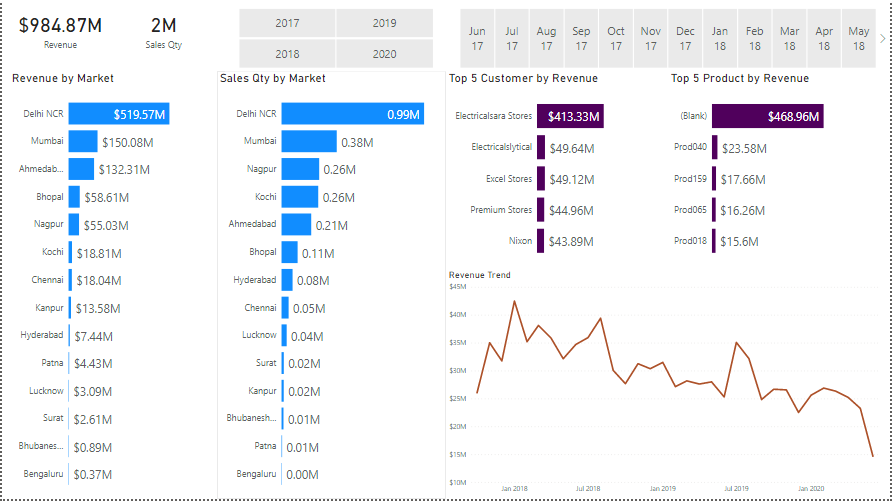 $984.87M
Revenue
2M
Sales Qty
2017 2019
2018 2020
Jun 17 Jul 17 Aug 17 Sep 17 Oct 17 Nov 17 Dec 17 Jan 18 Feb 18 Mar 18 Apr 18 May 18
Revenue by Market
Delhi NCR $519.57M
Mumbai $150.08M
Ahmedab... $132.31M
Bhopal $58.61M
Nagpur $55.03M
Kochi $18.81M
Chennai $18.04M
Kanpur $13.58M
Hyderabad $7.44M
Patna $4.43M
Lucknow $3.09M
Surat $2.61M
Bhubanes... $0.89M
Bengaluru $0.37M
Sales Qty by Market
Delhi NCR 0.99M
Mumbai 0.38M
Nagpur 0.26M
Kochi 0.26M
Ahmedabad 0.21M
Bhopal 0.11M
Hyderabad 0.08M
Chennai 0.05M
Lucknow 0.04M
Surat 0.02M
Kanpur 0.02M
Bhubanesh... 0.01M
Patna 0.01M
Bengaluru 0.00M
Top 5 Customer by Revenue
Electricalsara Stores $413.33M
Electricalslytical $49.64M
Excel Stores $49.12M
Premium Stores $44.96M
Nixon $43.89M
Top 5 Product by Revenue
(Blank) $468.96M
Prod040 $23.58M
Prod159 $17.66M
Prod065 $16.26M
Prod018 $15.6M
Revenue Trend
$45M
$40M
$35M
$30M
$25M
$20M
$15M
$10M
Jan 2018 Jul 2018 Jan 2019 Jul 2019 Jan 2020